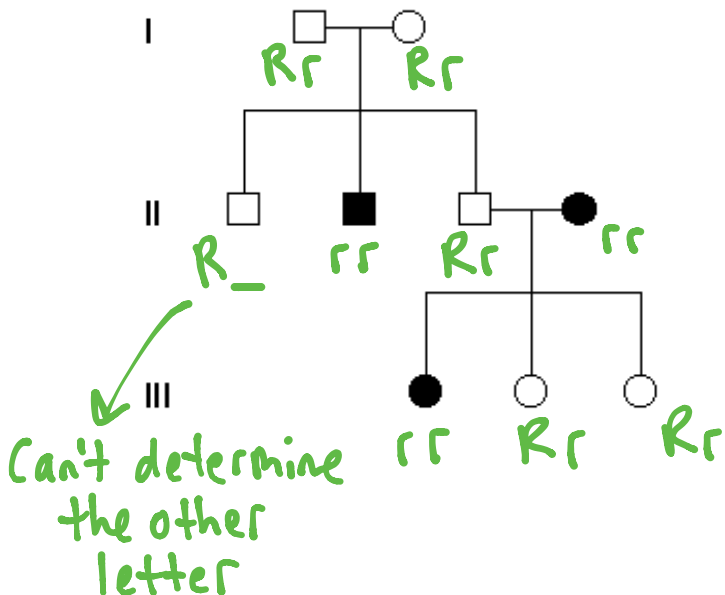 I
Rr Rr
II
R_ rr Rr rr
III
rr Rr Rr
Can't determine
the other
letter